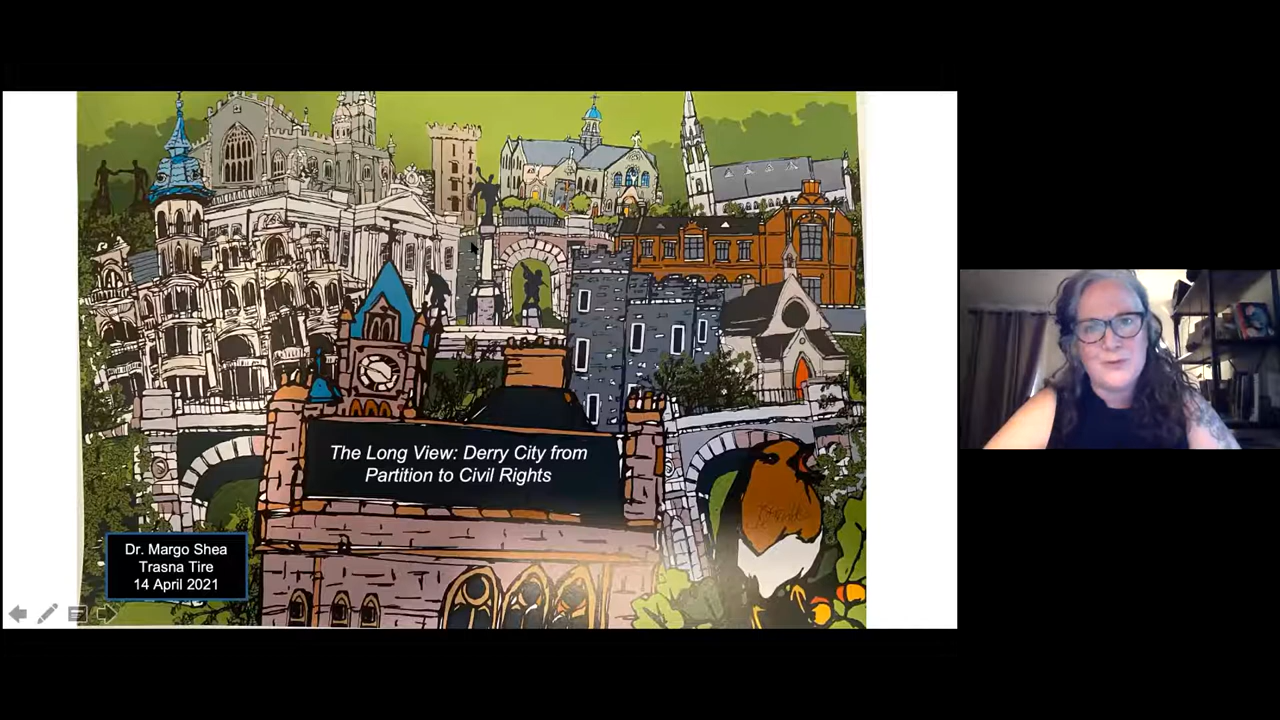 The Long View: Derry City from
Partition to Civil Rights
Dr. Margo Shea
Trasna Tire
14 April 2021